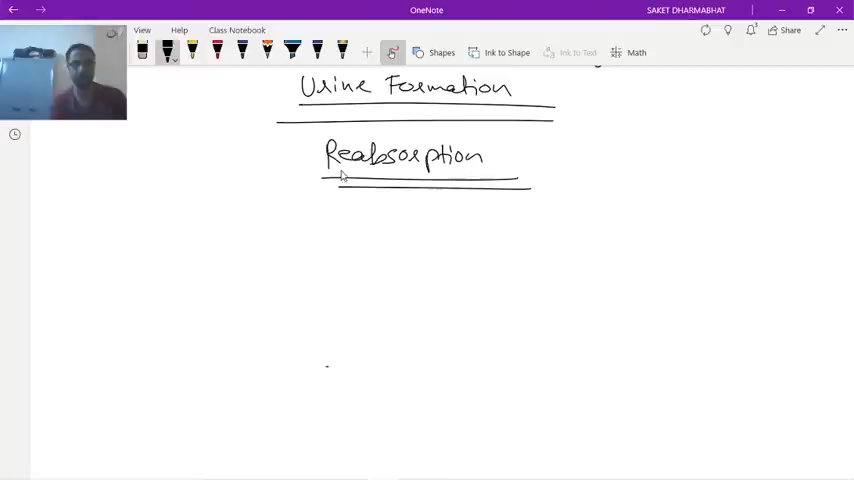 OneNote
SAKET DHARMABHAT
View Help Class Notebook
3
Share
Shapes Ink to Shape Ink to Text Math
Urine Formation
Reabsorption